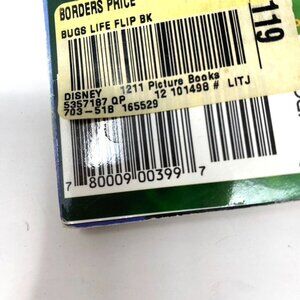 BORDERS PRICE
BUGS LIFE FLIP BK
119
DISNEY 1211 Picture Books
5357187 QP 12 101498 # LITJ
703-518 165529
7 80009 00399 7